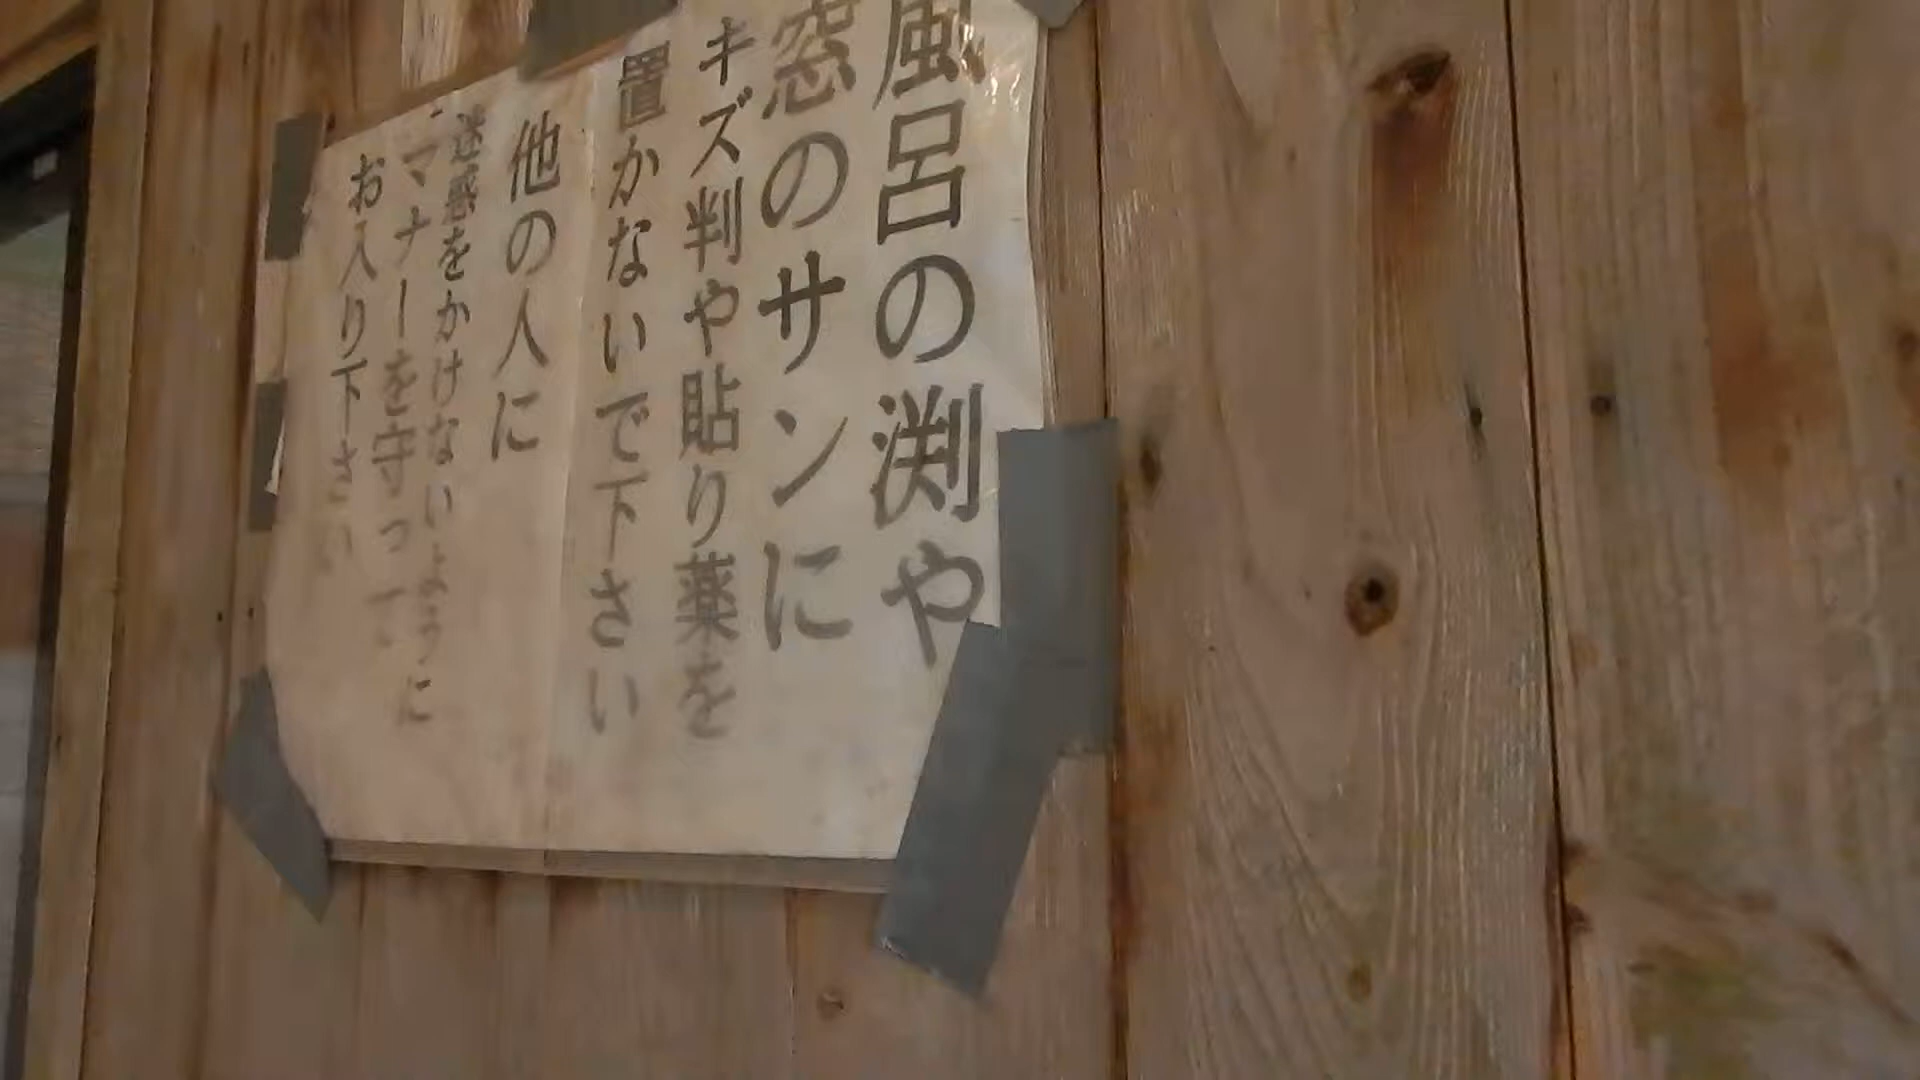 風呂の渕や
窓のサンに
キズ判や貼り薬を
置かないで下さい
他の人に
迷惑をかけないように
マナーを守って
お入り下さい